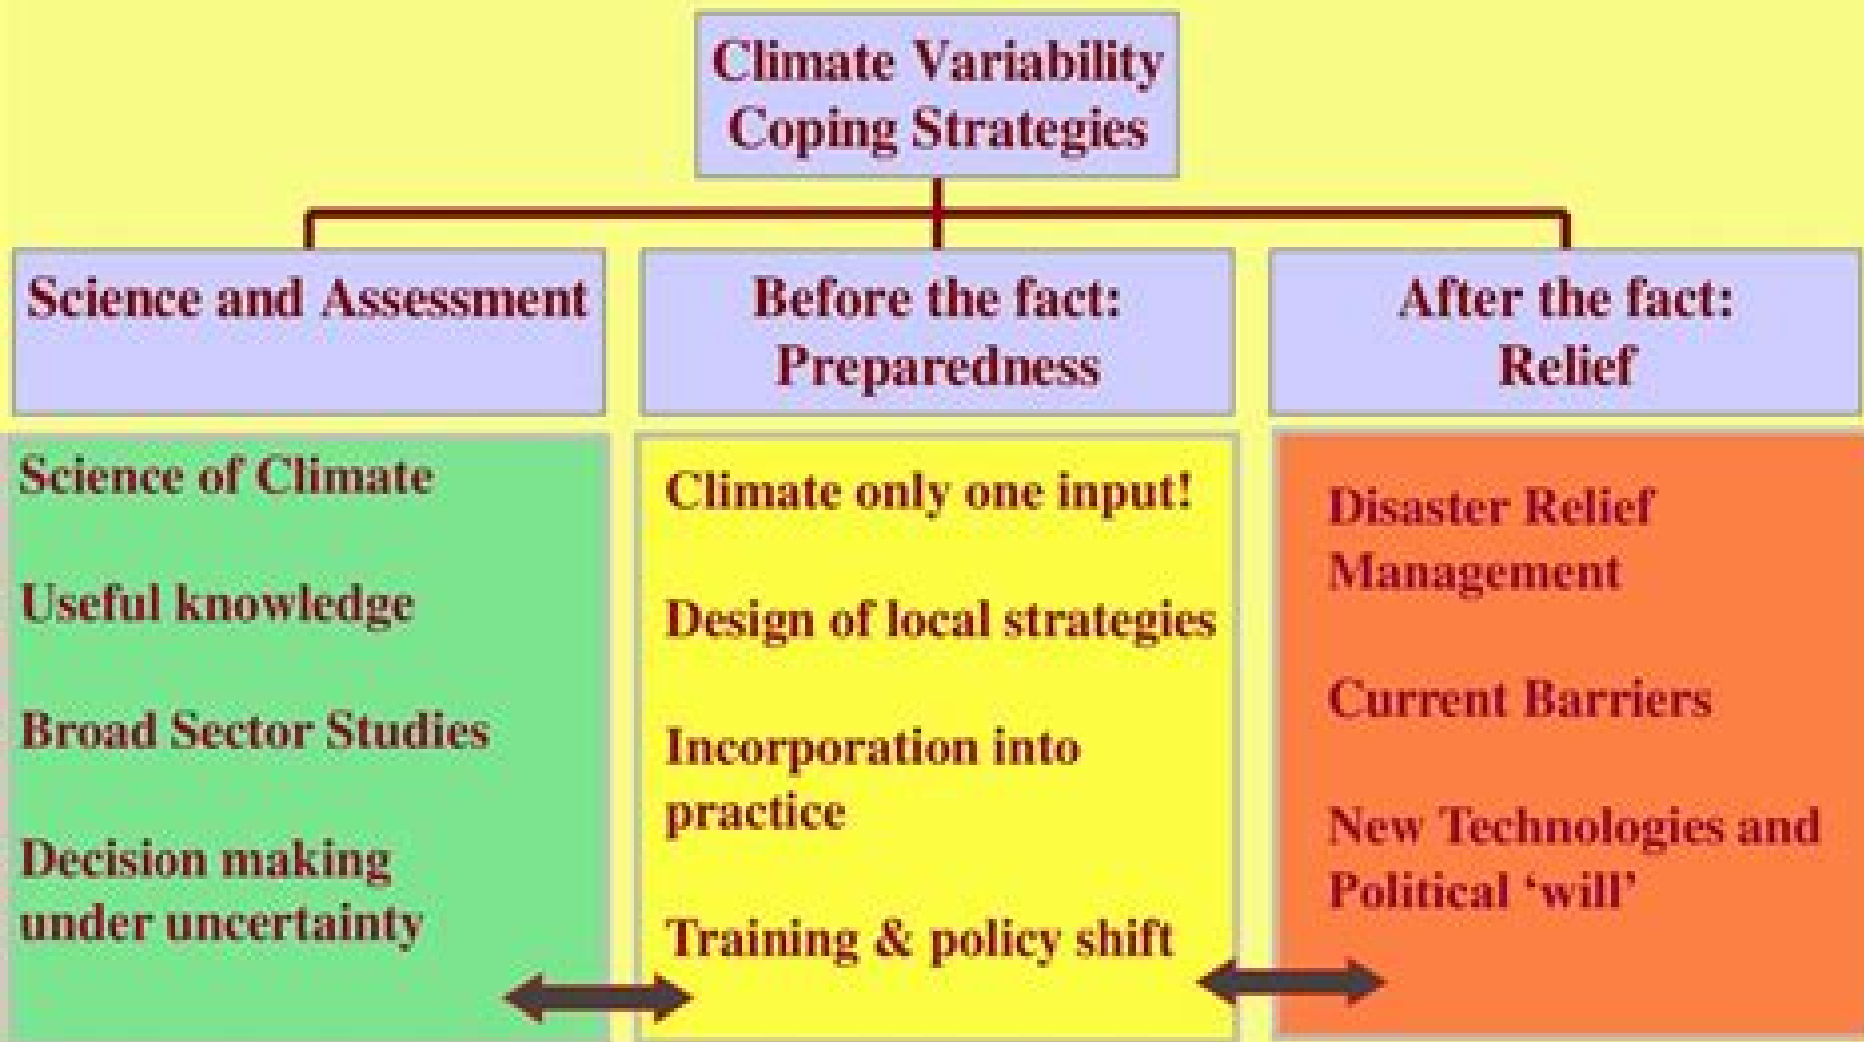 Climate Variability
Coping Strategies
Science and Assessment
Before the fact:
Preparedness
After the fact:
Relief
Science of Climate
Useful knowledge
Broad Sector Studies
Decision making
under uncertainty
Climate only one input!
Design of local strategies
Incorporation into
practice
Training & policy shift
Disaster Relief
Management
Current Barriers
New Technologies and
Political ‘will’